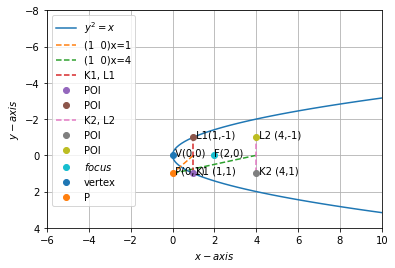 −8
−6
−4
−2
0
2
4
−6 −4 −2 0 2 4 6 8 10
y − axis
x − axis
y² = x
(1 0)x=1
(1 0)x=4
K1, L1
POI
POI
K2, L2
POI
POI
focus
vertex
P
L1(1,-1)
L2 (4,-1)
V(0,0)
F(2,0)
P(0,
K1 (1,1)
K2 (4,1)